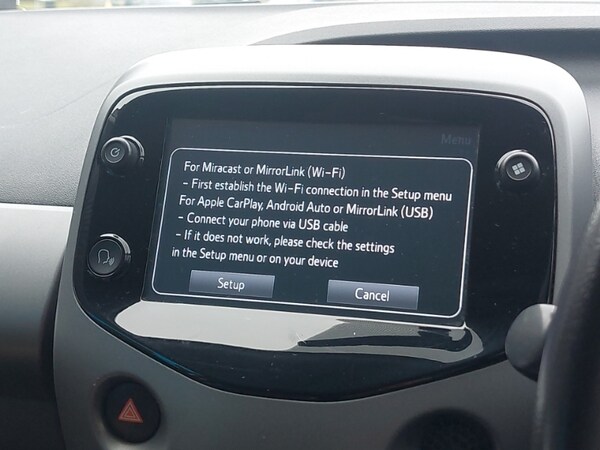 Menu
For Miracast or MirrorLink (Wi-Fi)
- First establish the Wi-Fi connection in the Setup menu
For Apple CarPlay, Android Auto or MirrorLink (USB)
- Connect your phone via USB cable
- If it does not work, please check the settings
in the Setup menu or on your device
Setup
Cancel